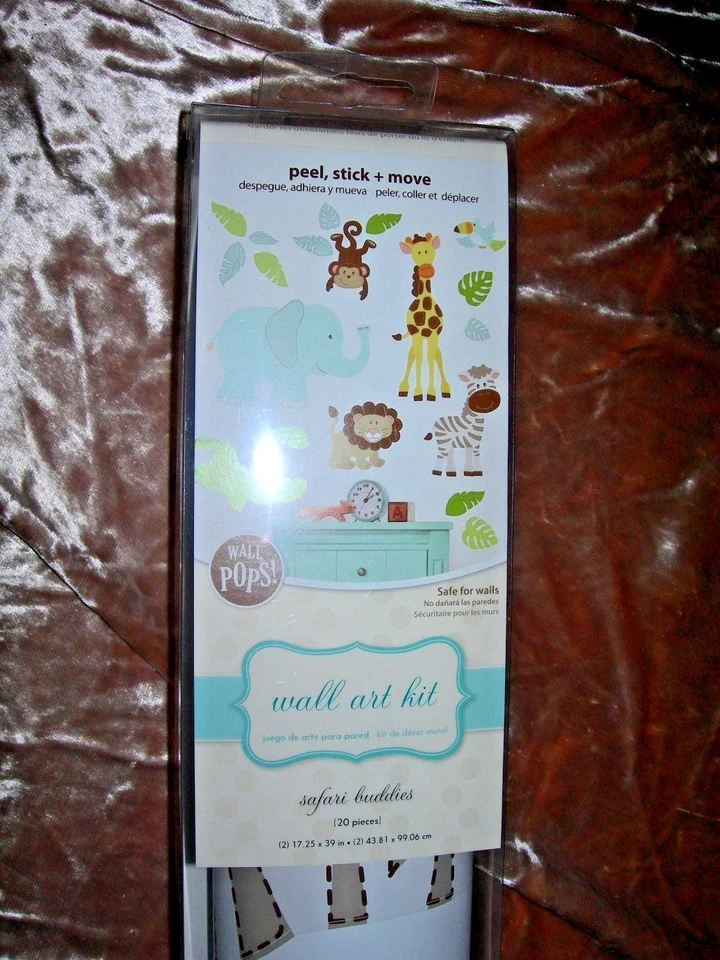 peel, stick + move
despegue, adhiera y mueva peler, coller et déplacer
A
WALL
POPS!
Safe for walls
No dañará las paredes
Sécuritaire pour les murs
wall art kit
juego de arte para pared kit de décor mural
safari buddies
{20 pieces}
(2) 17.25 x 39 in • (2) 43.81 x 99.06 cm